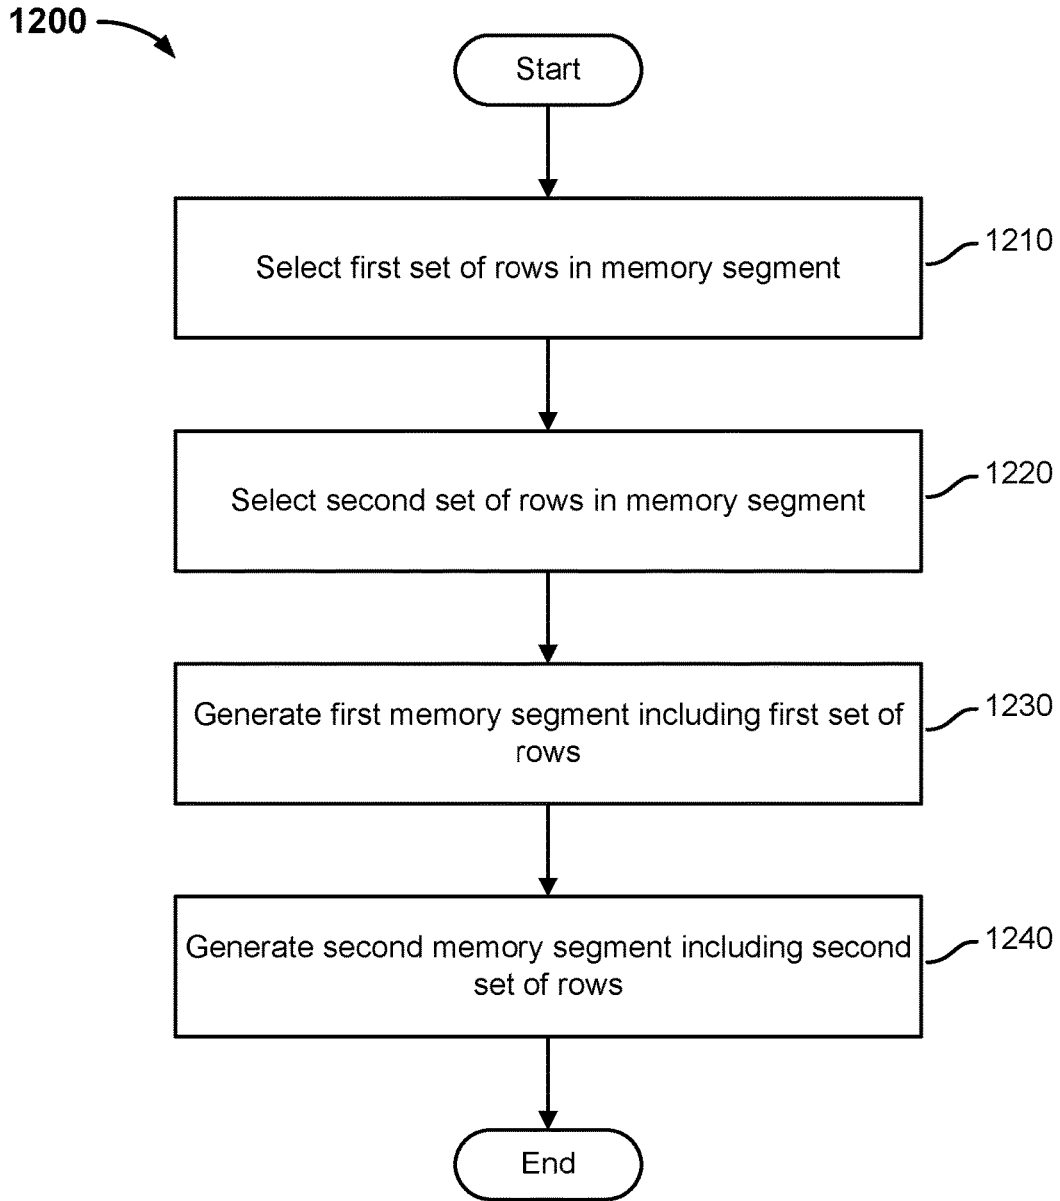 1200
Start
Select first set of rows in memory segment
1210
Select second set of rows in memory segment
1220
Generate first memory segment including first set of
rows
1230
Generate second memory segment including second
set of rows
1240
End